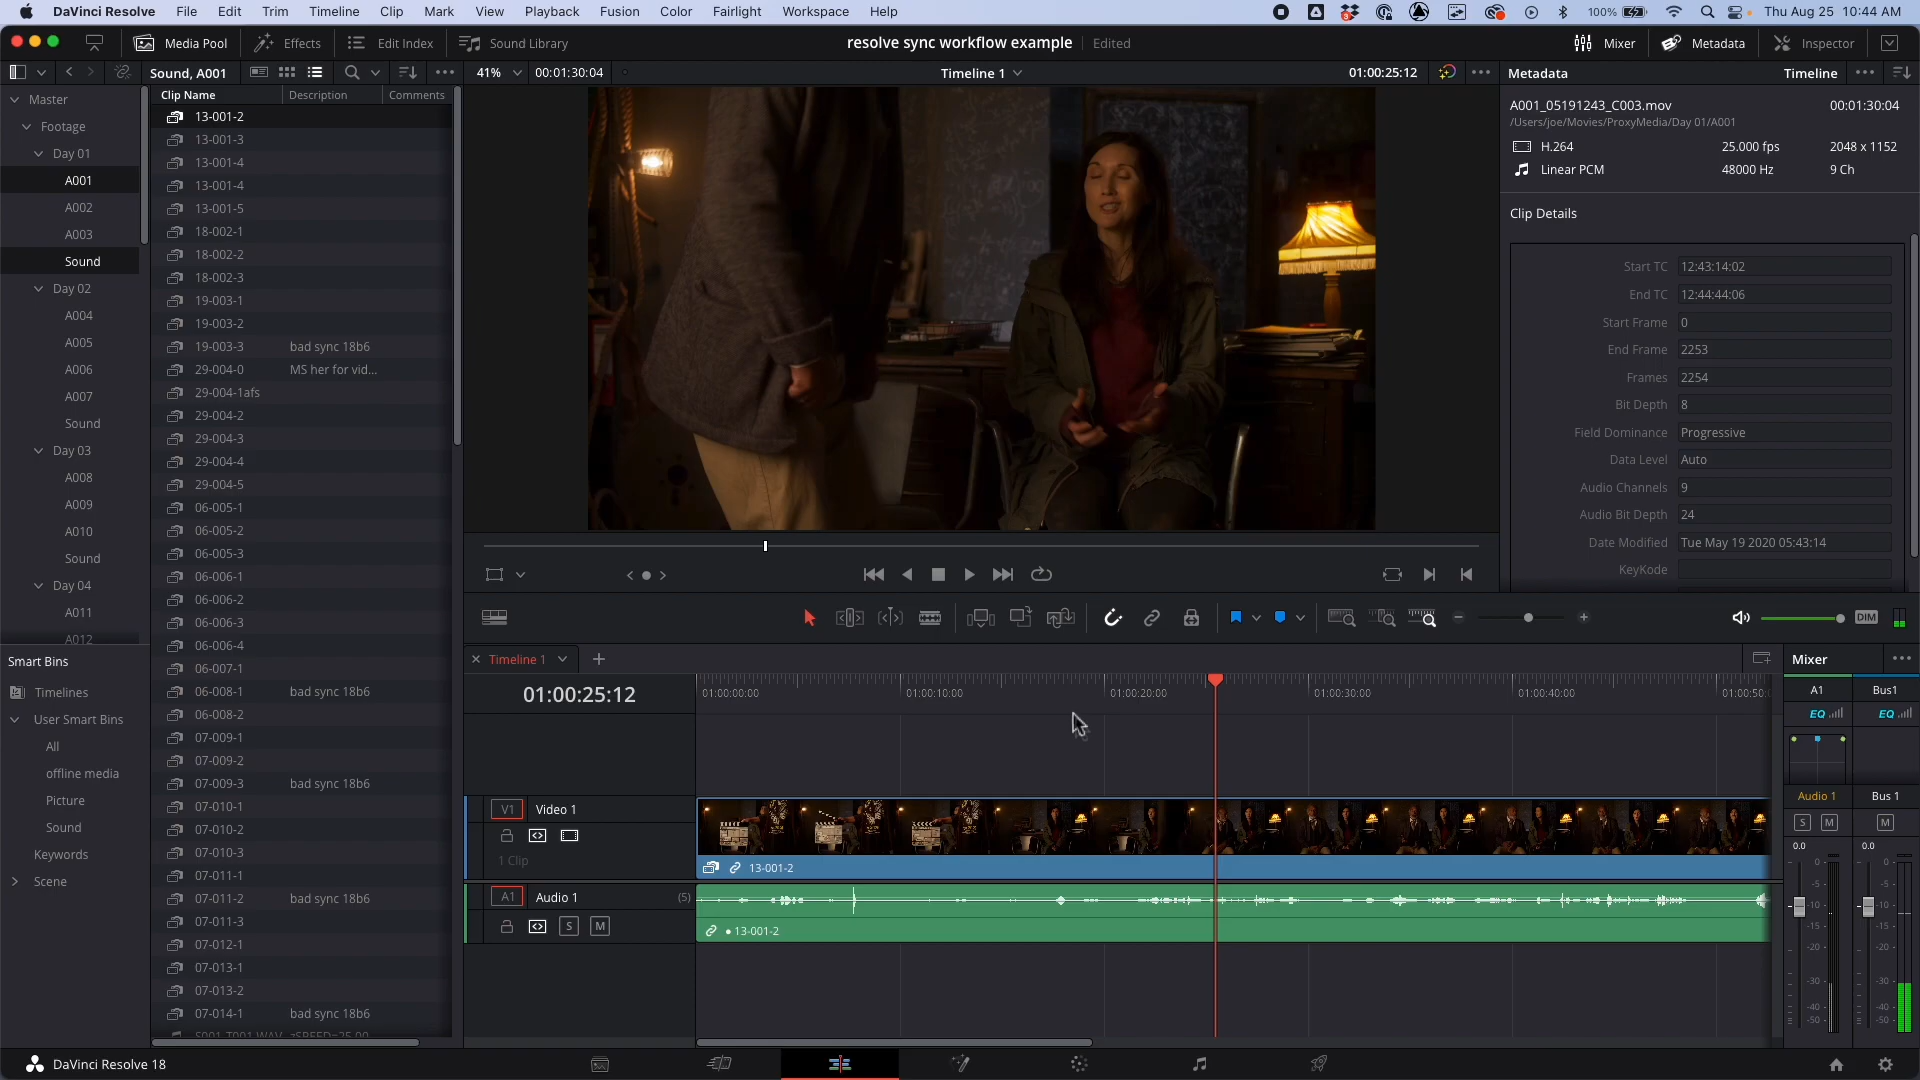 DaVinci Resolve File Edit Trim Timeline Clip Mark View Playback Fusion Color Fairlight Workspace Help 100% Thu Aug 25 10:44 AM
Media Pool Effects Edit Index Sound Library resolve sync workflow example Edited Mixer Metadata Inspector
Sound, A001 41% 00:01:30:04 Timeline 1 01:00:25:12 Metadata Timeline
Master
Footage
Day 01
A001
A002
A003
Sound
Day 02
A004
A005
A006
A007
Sound
Day 03
A008
A009
A010
Sound
Day 04
A011
A012
Smart Bins
Timelines
User Smart Bins
All
offline media
Picture
Sound
Keywords
Scene
Clip Name Description Comments
13-001-2
13-001-3
13-001-4
13-001-4
13-001-5
18-002-1
18-002-2
18-002-3
19-003-1
19-003-2
19-003-3 bad sync 18b6
29-004-0 MS her for vid...
29-004-1afs
29-004-2
29-004-3
29-004-4
29-004-5
06-005-1
06-005-2
06-005-3
06-006-1
06-006-2
06-006-3
06-006-4
06-007-1
06-008-1 bad sync 18b6
06-008-2
07-009-1
07-009-2
07-009-3 bad sync 18b6
07-010-1
07-010-2
07-010-3
07-011-1
07-011-2 bad sync 18b6
07-011-3
07-012-1
07-013-1
07-013-2
07-014-1 bad sync 18b6
S001-T001.WAV zSPEED=25.00
A001_05191243_C003.mov 00:01:30:04
/Users/joe/Movies/ProxyMedia/Day 01/A001
H.264 25.000 fps 2048 x 1152
Linear PCM 48000 Hz 9 Ch
Clip Details
Start TC 12:43:14:02
End TC 12:44:44:06
Start Frame 0
End Frame 2253
Frames 2254
Bit Depth 8
Field Dominance Progressive
Data Level Auto
Audio Channels 9
Audio Bit Depth 24
Date Modified Tue May 19 2020 05:43:14
KeyKode
DIM
Timeline 1
01:00:25:12
01:00:00:00 01:00:10:00 01:00:20:00 01:00:30:00 01:00:40:00 01:00:50:
V1 Video 1
1 Clip
13-001-2
A1 Audio 1 (5)
S M
13-001-2
Mixer
A1 Bus1
EQ EQ
Audio 1 Bus 1
S M M
0.0 0.0
0 0
-5 -5
-10 -10
-15 -15
-20 -20
-30 -30
-40 -40
-50 -50
DaVinci Resolve 18